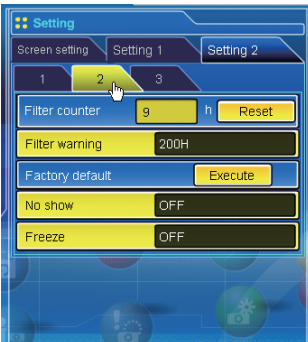 Setting
Screen setting Setting 1 Setting 2
1 2 3
Filter counter 9 h Reset
Filter warning 200H
Factory default Execute
No show OFF
Freeze OFF